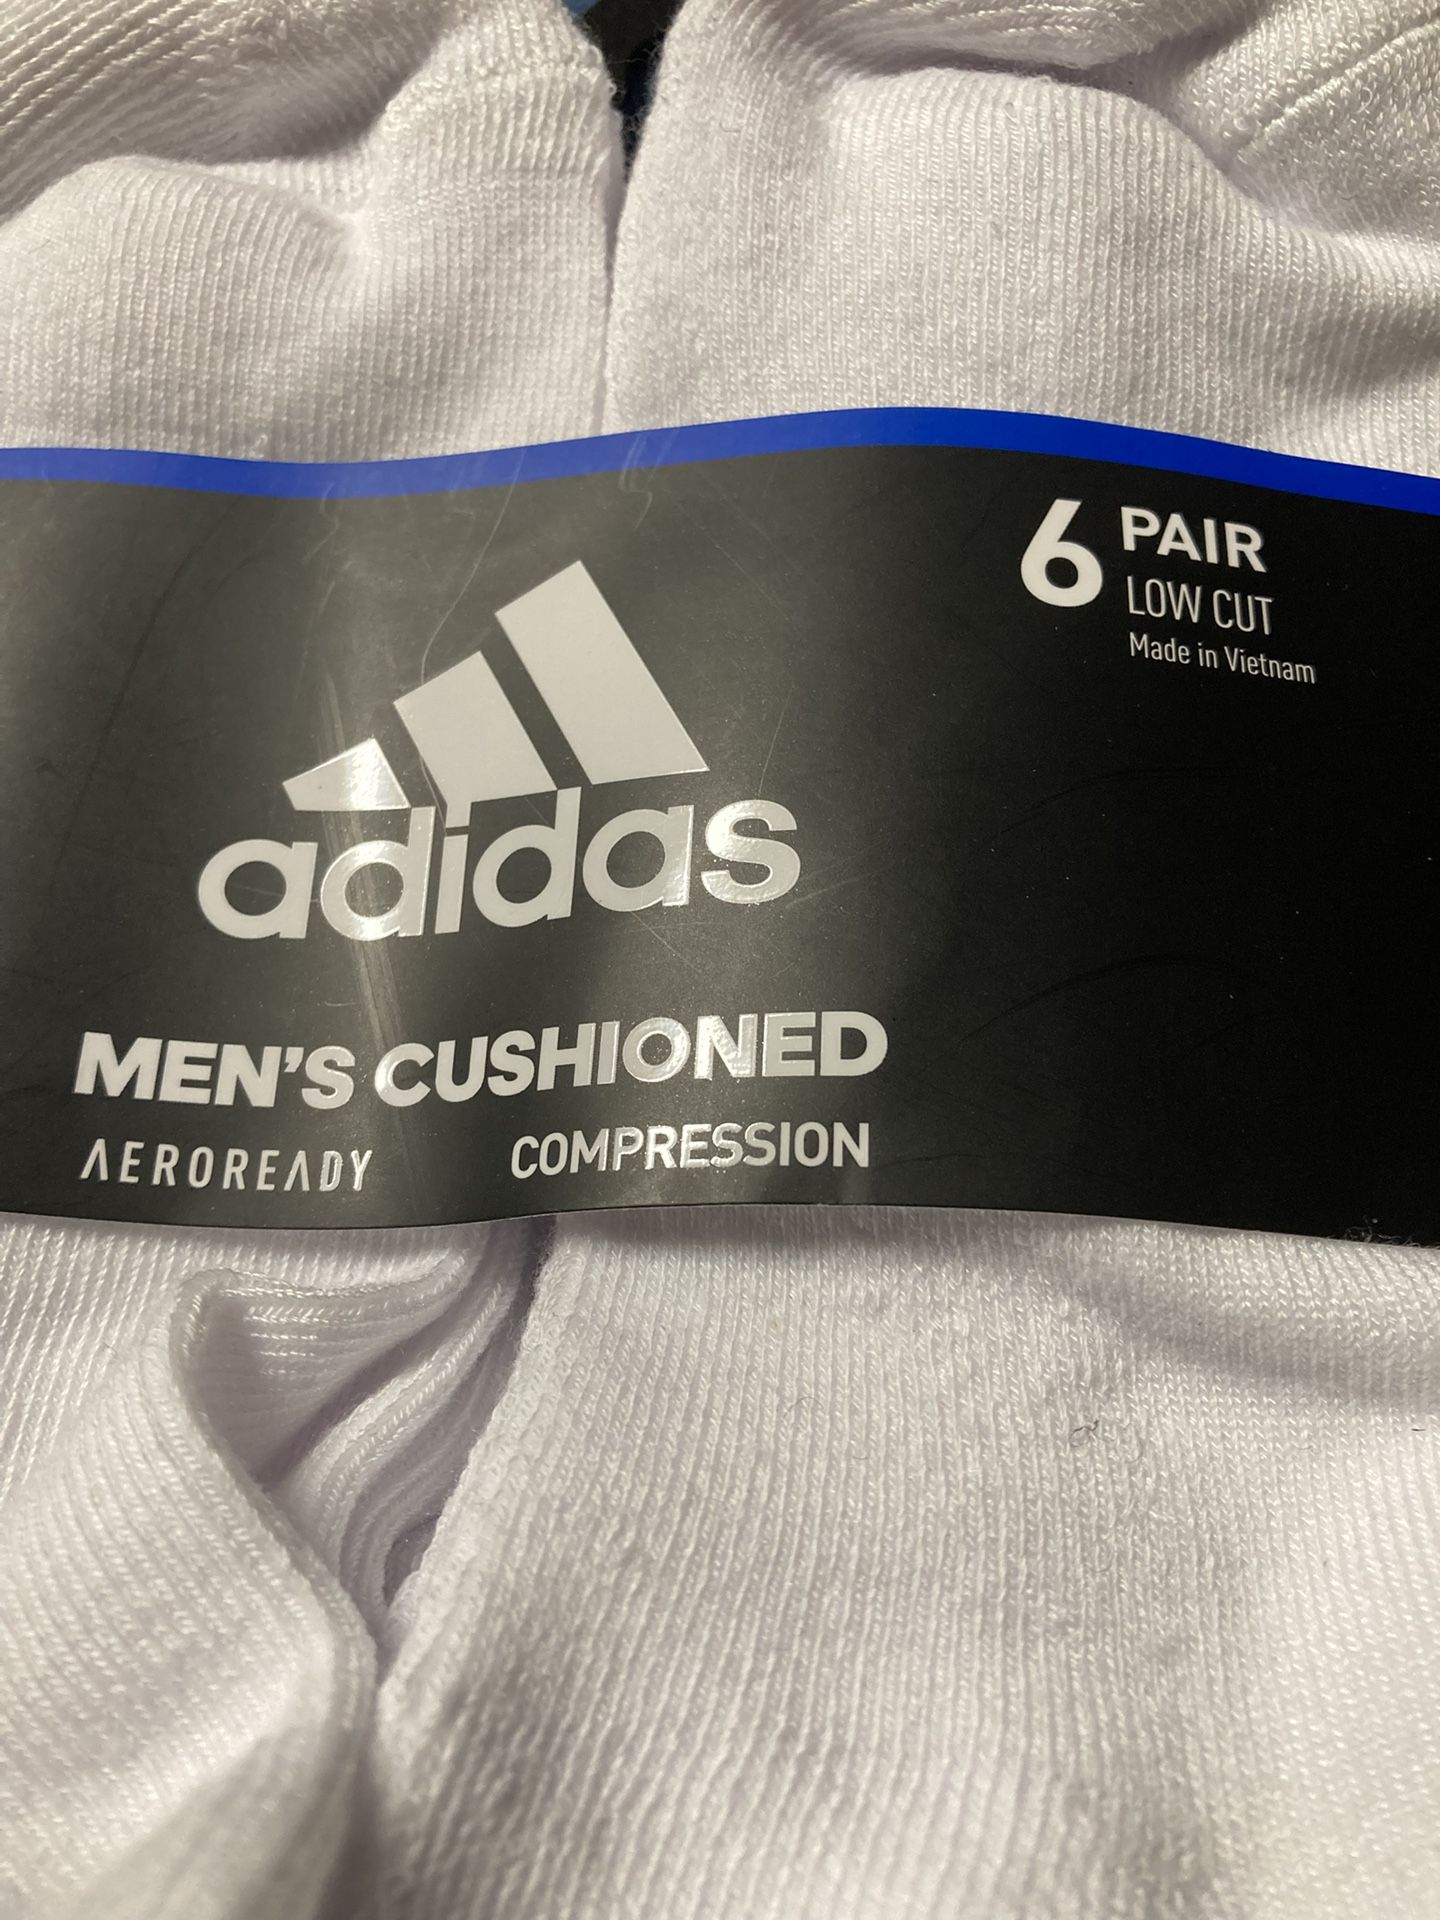 6 PAIR
LOW CUT
Made in Vietnam
adidas
MEN'S CUSHIONED
AEROREADY COMPRESSION